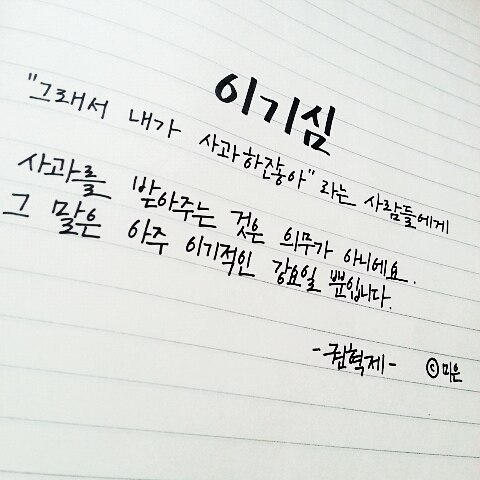 이기심
"그래서 내가 사과하잖아" 라는 사람들에게
사과를 받아주는 것은 의무가 아니에요.
그 말은 아주 이기적인 강요일 뿐입니다.
-권혁제- ⓒ미운